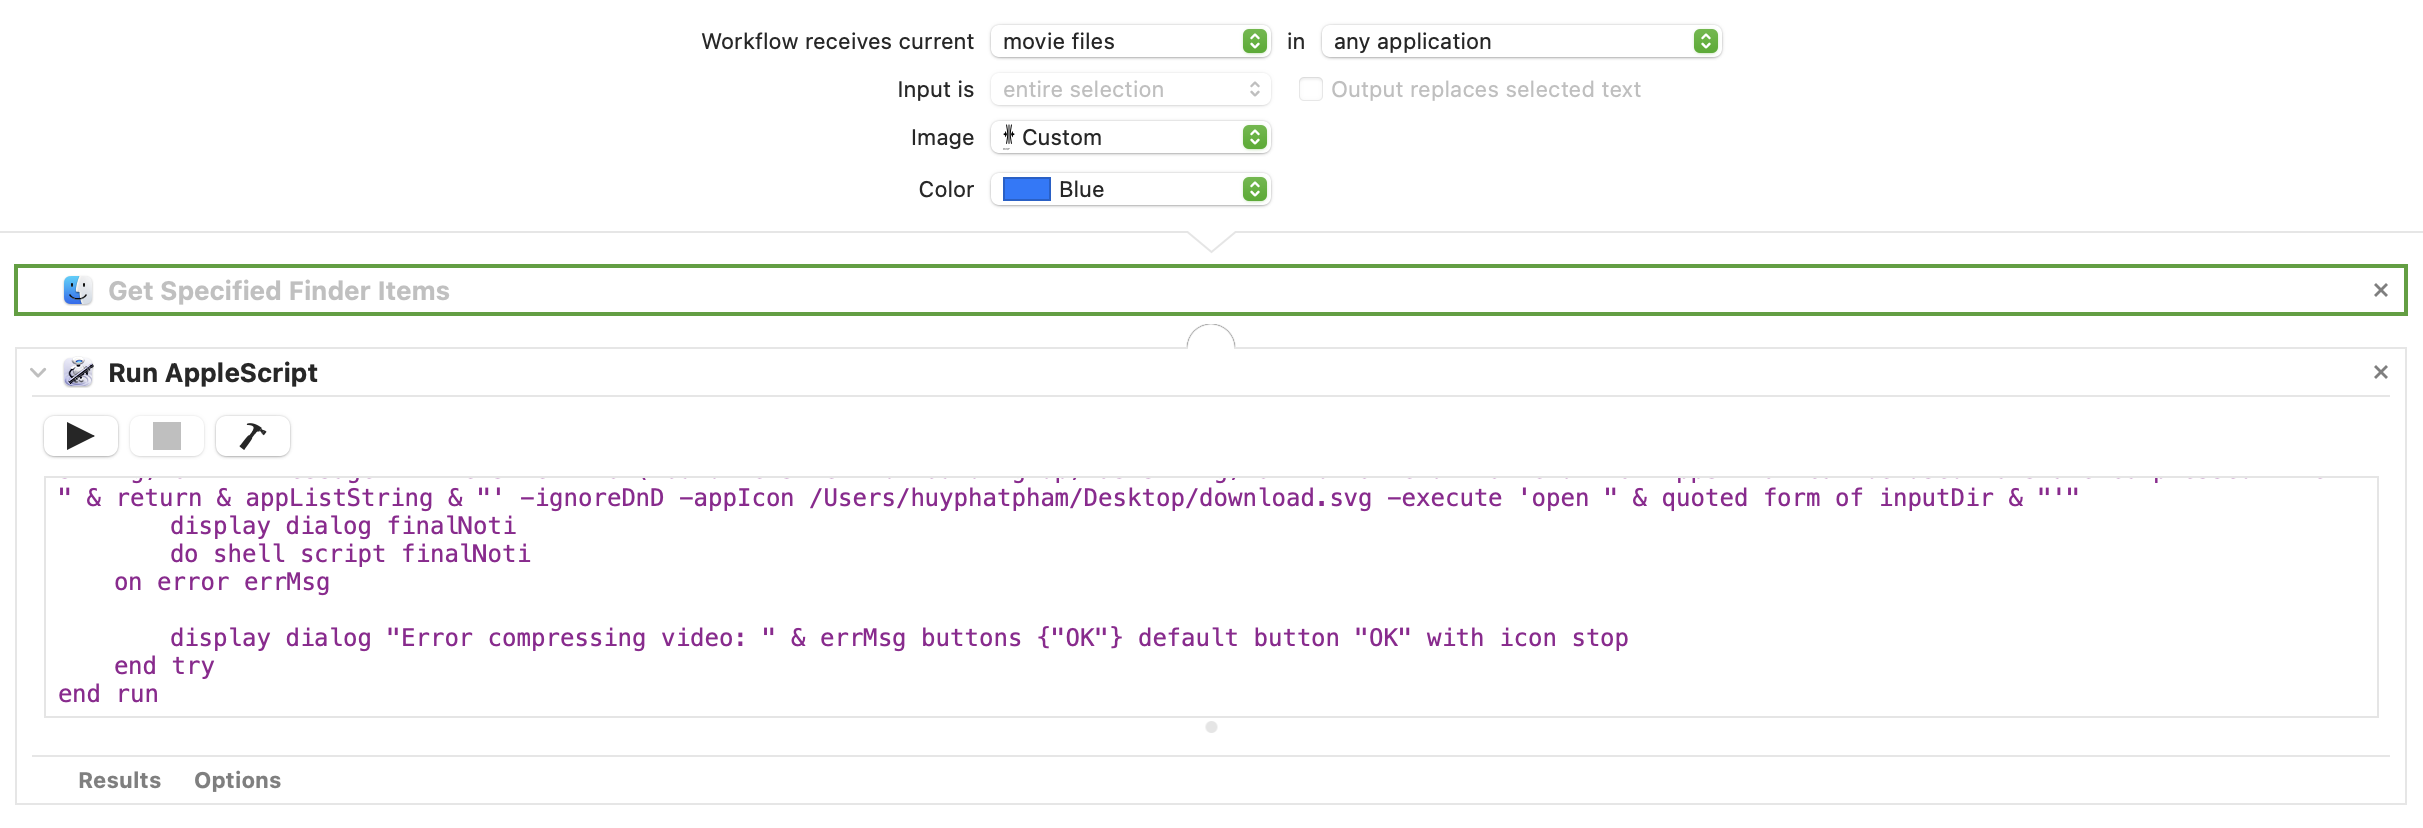 Workflow receives current movie files in any application
Input is entire selection Output replaces selected text
Image Custom
Color Blue
Get Specified Finder Items
Run AppleScript
" & return & appListString & "' -ignoreDnD -appIcon /Users/huyphatpham/Desktop/download.svg -execute 'open " & quoted form of inputDir & "'"
display dialog finalNoti
do shell script finalNoti
on error errMsg
display dialog "Error compressing video: " & errMsg buttons {"OK"} default button "OK" with icon stop
end try
end run
Results Options